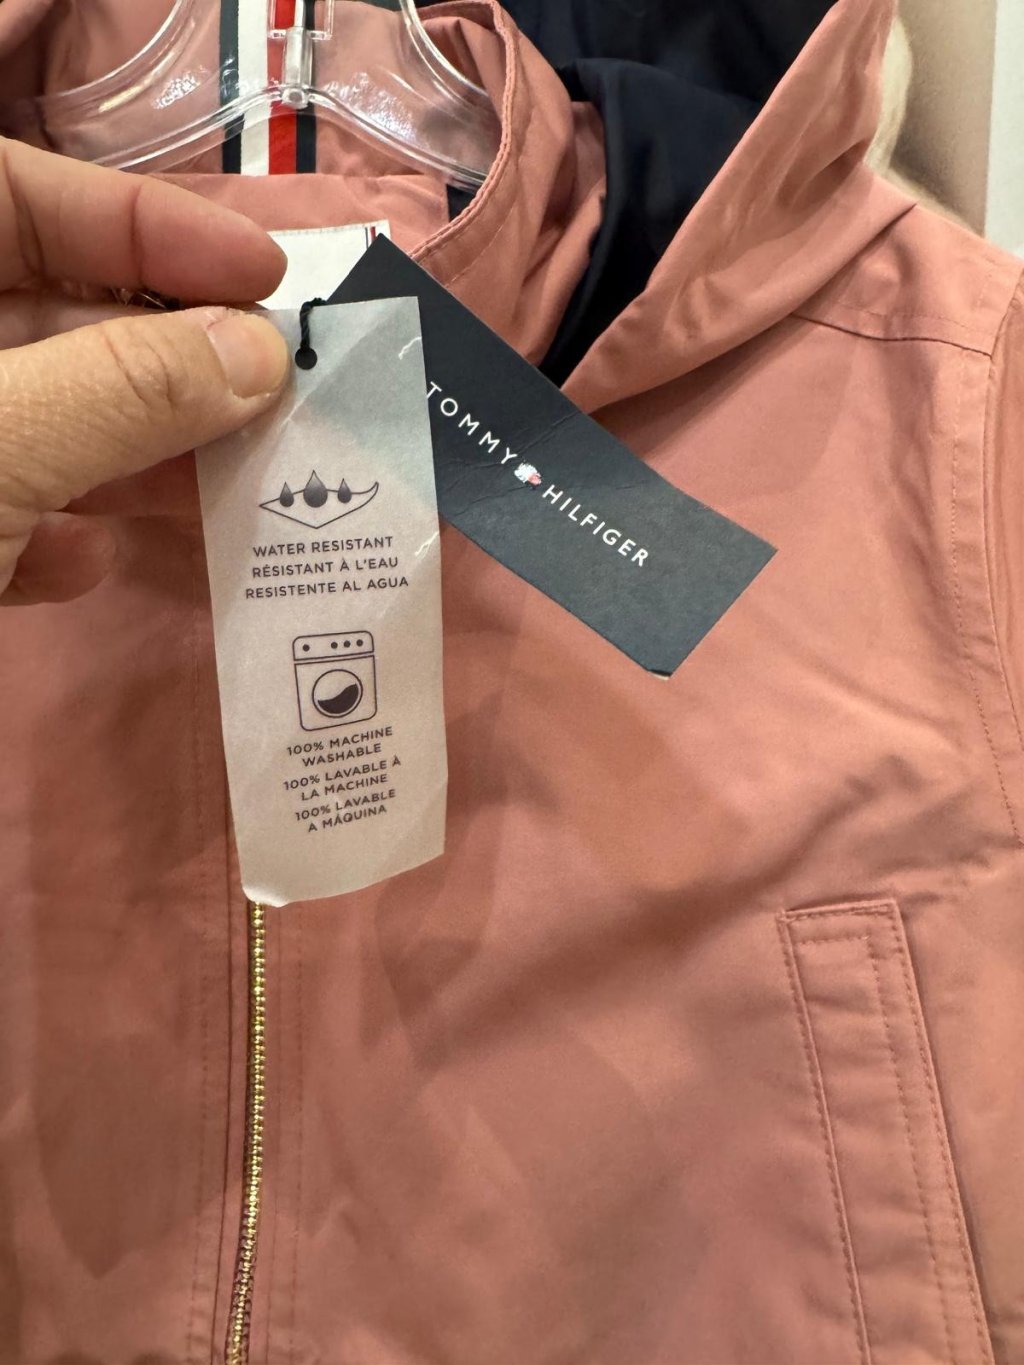 TOMMY HILFIGER
WATER RESISTANT
RÉSISTANT À L'EAU
RESISTENTE AL AGUA
100% MACHINE
WASHABLE
100% LAVABLE À
LA MACHINE
100% LAVABLE
A MÁQUINA